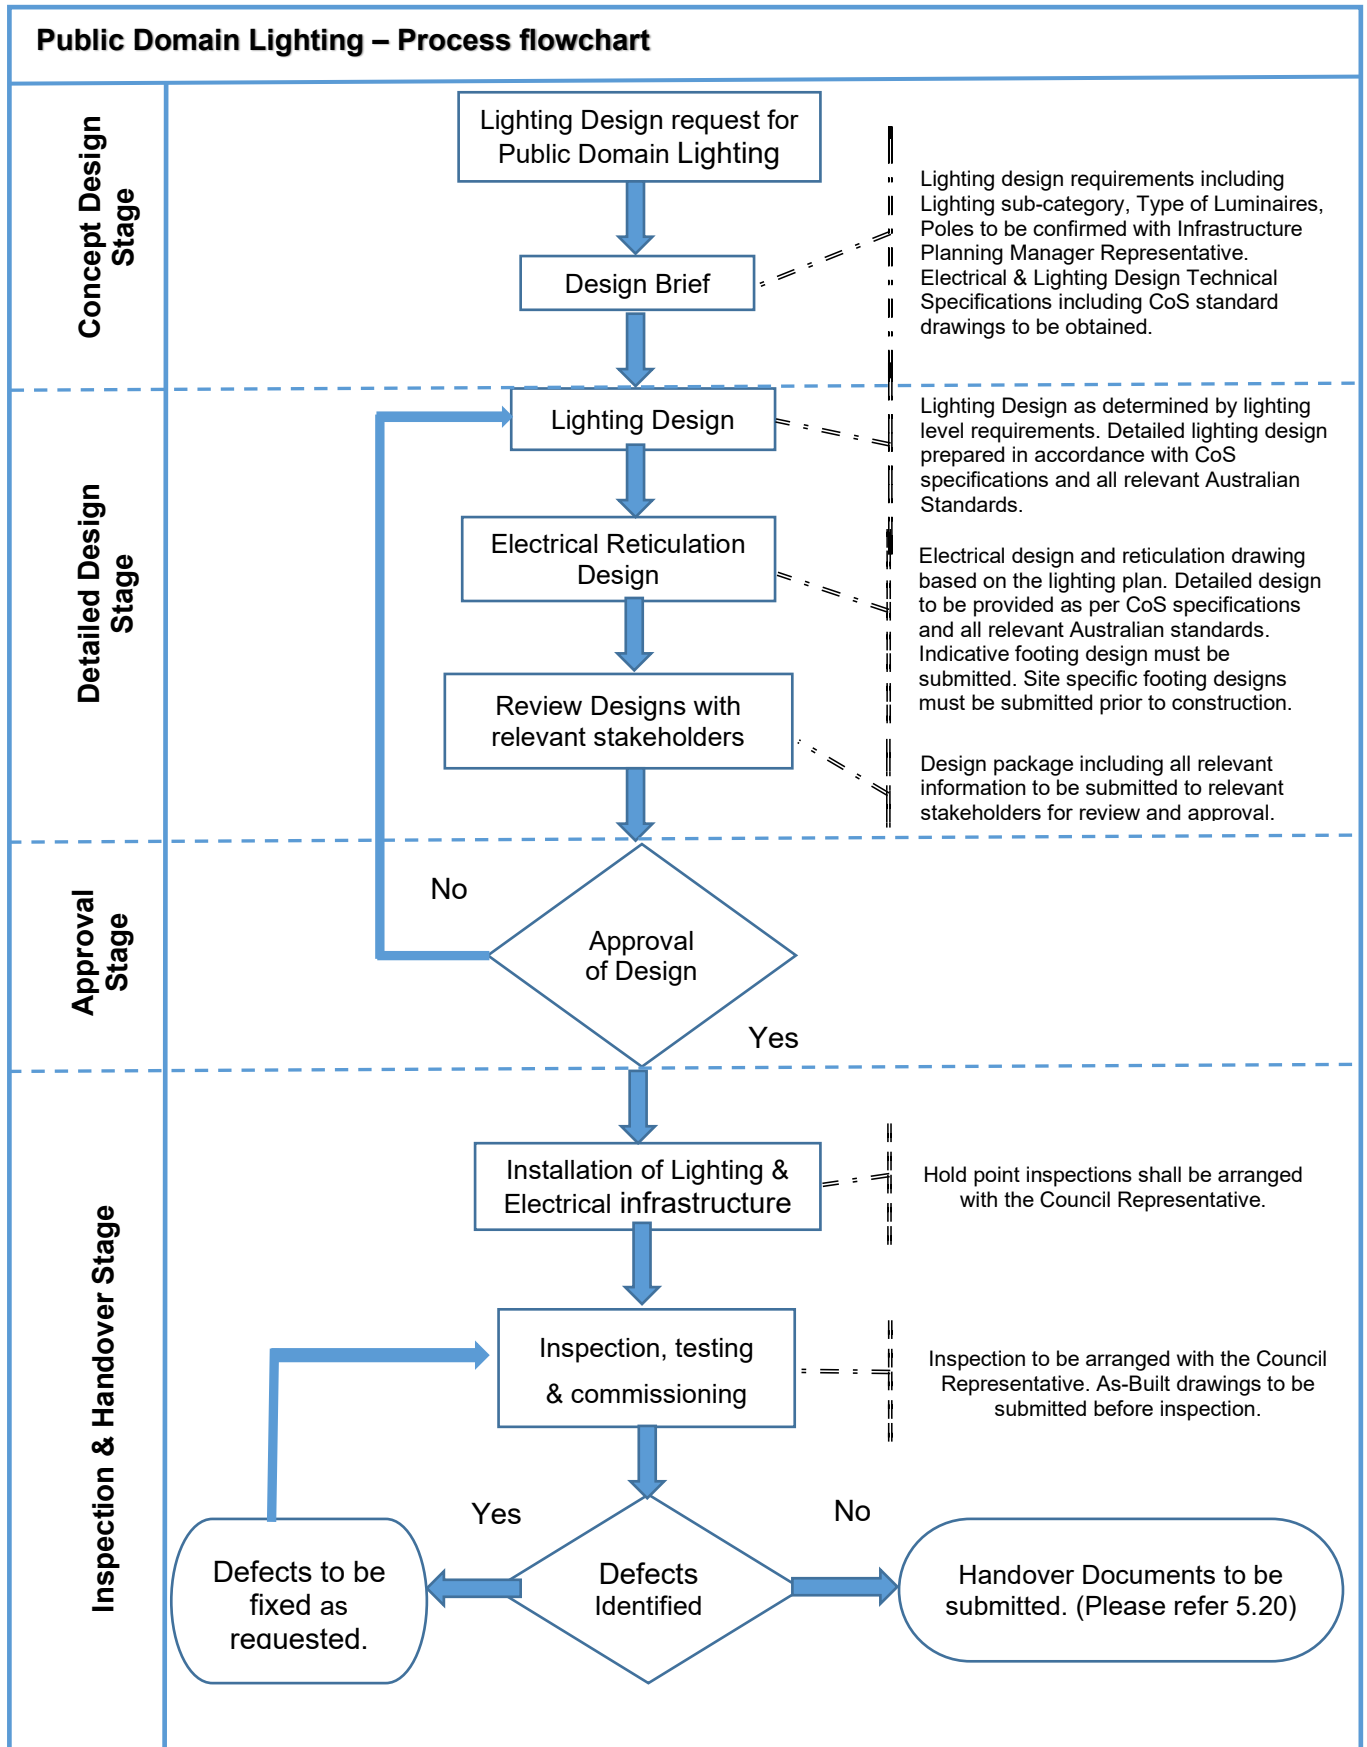 Public Domain Lighting – Process flowchart
Concept Design
Stage
Lighting Design request for
Public Domain Lighting
Design Brief
Lighting design requirements including
Lighting sub-category, Type of Luminaires,
Poles to be confirmed with Infrastructure
Planning Manager Representative.
Electrical & Lighting Design Technical
Specifications including CoS standard
drawings to be obtained.
Detailed Design
Stage
Lighting Design
Lighting Design as determined by lighting
level requirements. Detailed lighting design
prepared in accordance with CoS
specifications and all relevant Australian
Standards.
Electrical Reticulation
Design
Electrical design and reticulation drawing
based on the lighting plan. Detailed design
to be provided as per CoS specifications
and all relevant Australian standards.
Indicative footing design must be
submitted. Site specific footing designs
must be submitted prior to construction.
Review Designs with
relevant stakeholders
Design package including all relevant
information to be submitted to relevant
stakeholders for review and approval.
Approval
Stage
No
Approval
of Design
Yes
Inspection & Handover Stage
Installation of Lighting &
Electrical infrastructure
Hold point inspections shall be arranged
with the Council Representative.
Inspection, testing
& commissioning
Inspection to be arranged with the Council
Representative. As-Built drawings to be
submitted before inspection.
Yes
No
Defects to be
fixed as
requested.
Defects
Identified
Handover Documents to be
submitted. (Please refer 5.20)